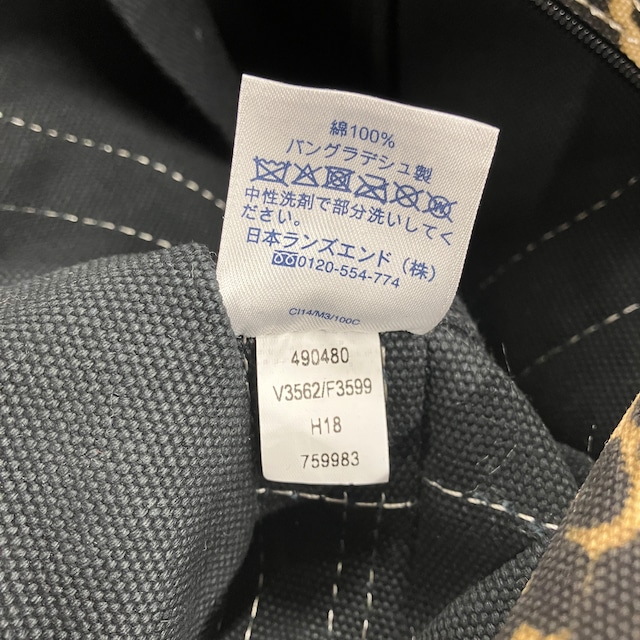 綿100%
バングラデシュ製
中性洗剤で部分洗いしてく
ださい。
日本ランズエンド（株）
0120-554-774
CI14/M3/100C
490480
V3562/F3599
H18
759983